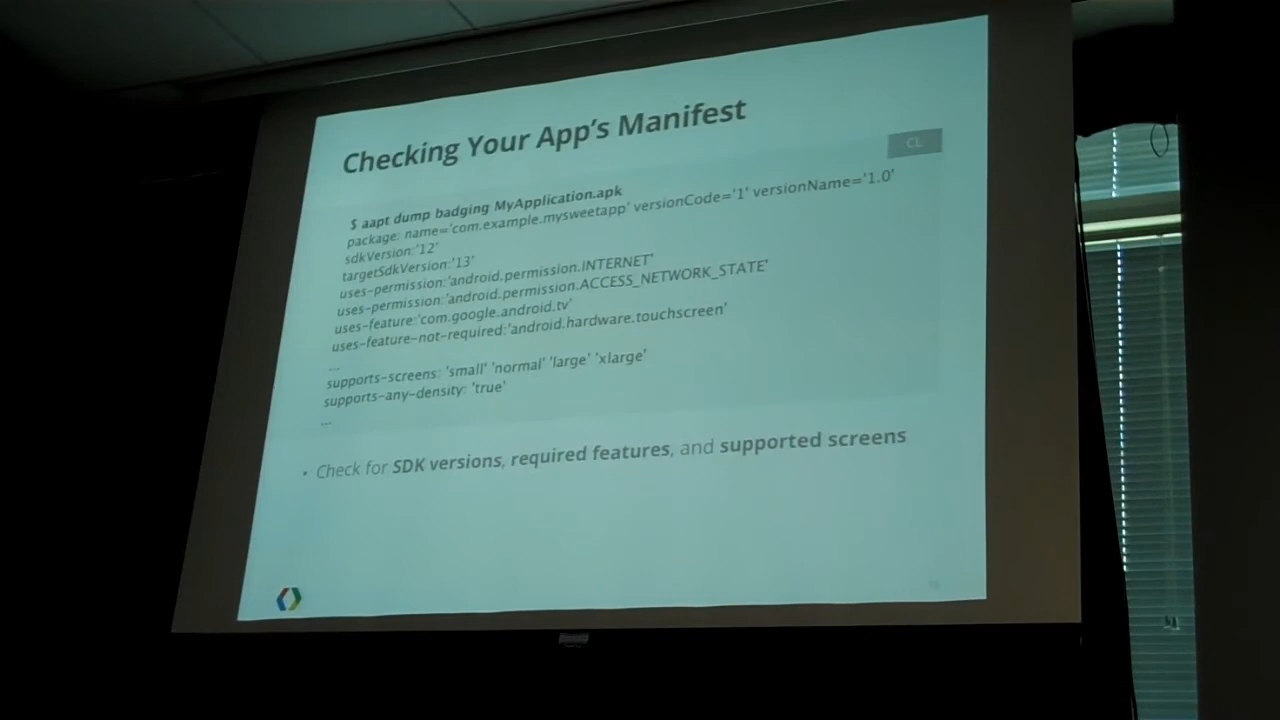 Checking Your App's Manifest
CL
$ aapt dump badging MyApplication.apk
package: name='com.example.mysweetapp' versionCode='1' versionName='1.0'
sdkVersion:'12'
targetSdkVersion:'13'
uses-permission:'android.permission.INTERNET'
uses-permission:'android.permission.ACCESS_NETWORK_STATE'
uses-feature:'com.google.android.tv'
uses-feature-not-required:'android.hardware.touchscreen'
...
supports-screens: 'small' 'normal' 'large' 'xlarge'
supports-any-density: 'true'
...
• Check for SDK versions, required features, and supported screens